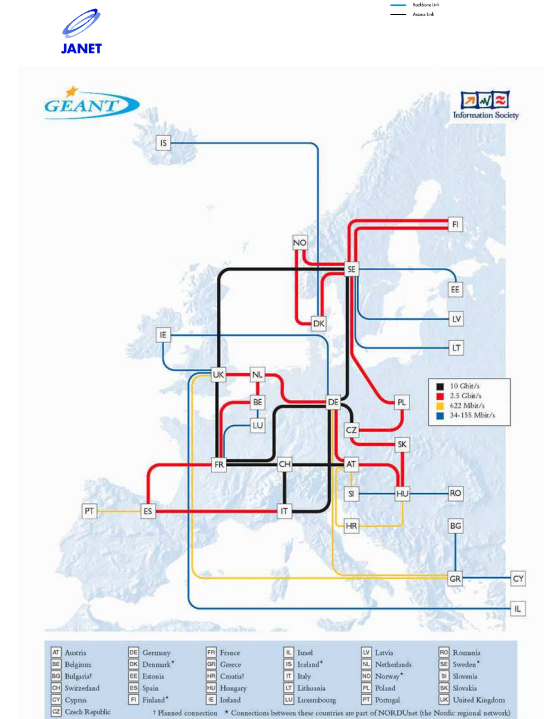 Backbone Link
Access Link
JANET
GEANT
Information Society
IS
NO
FI
SE
EE
DK
LV
IE
LT
UK
NL
10 Gbit/s
2.5 Gbit/s
622 Mbit/s
34-155 Mbit/s
BE
DE
PL
LU
CZ
SK
FR
CH
AT
SI
HU
RO
PT
ES
IT
HR
BG
GR
CY
IL
AT Austria
BE Belgium
BG Bulgaria†
CH Switzerland
CY Cyprus
CZ Czech Republic
DE Germany
DK Denmark*
EE Estonia
ES Spain
FI Finland*
FR France
GR Greece
HR Croatia†
HU Hungary
IE Ireland
IL Israel
IS Iceland*
IT Italy
LT Lithuania
LU Luxembourg
LV Latvia
NL Netherlands
NO Norway*
PL Poland
PT Portugal
RO Romania
SE Sweden*
SI Slovenia
SK Slovakia
UK United Kingdom
† Planned connection * Connections between these countries are part of NORDUnet (the Nordic regional network)